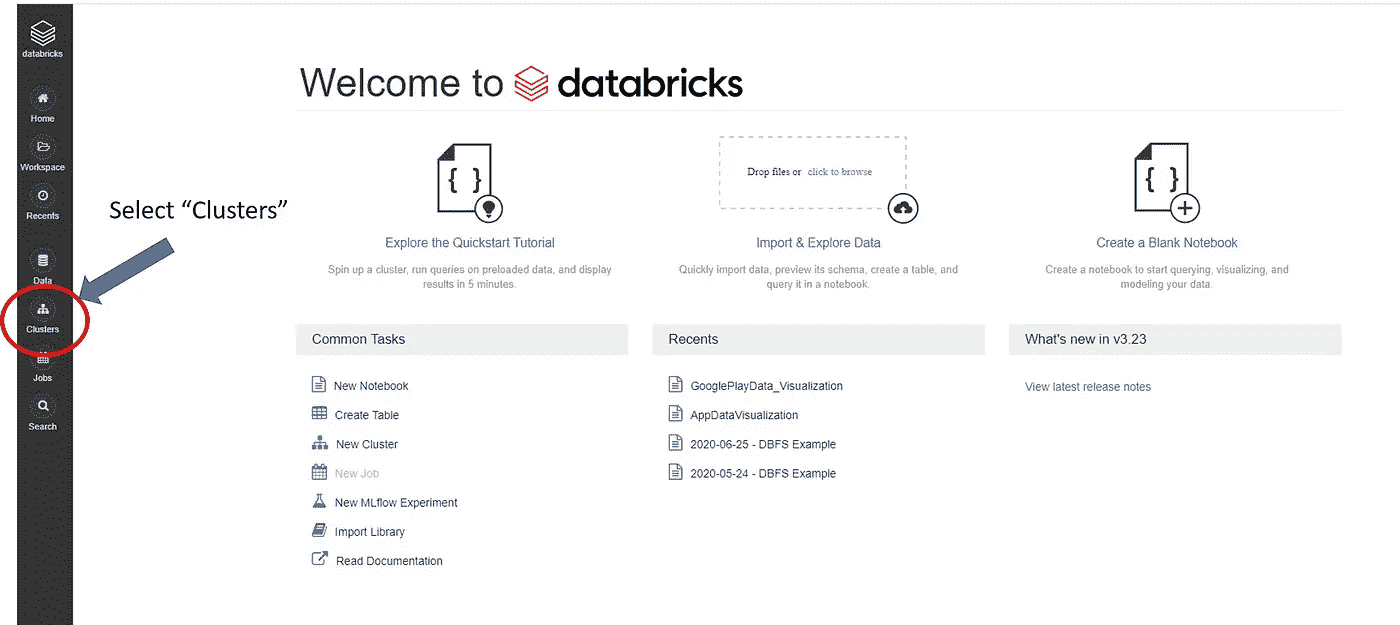 databricks
Home
Workspace
Recents
Data
Clusters
Jobs
Search
Select “Clusters”
Welcome to databricks
{ }
Drop files or click to browse
{ }
Explore the Quickstart Tutorial
Import & Explore Data
Create a Blank Notebook
Spin up a cluster, run queries on preloaded data, and display
results in 5 minutes.
Quickly import data, preview its schema, create a table, and
query it in a notebook.
Create a notebook to start querying, visualizing, and
modeling your data.
Common Tasks
New Notebook
Create Table
New Cluster
New Job
New MLflow Experiment
Import Library
Read Documentation
Recents
GooglePlayData_Visualization
AppDataVisualization
2020-06-25 - DBFS Example
2020-05-24 - DBFS Example
What's new in v3.23
View latest release notes